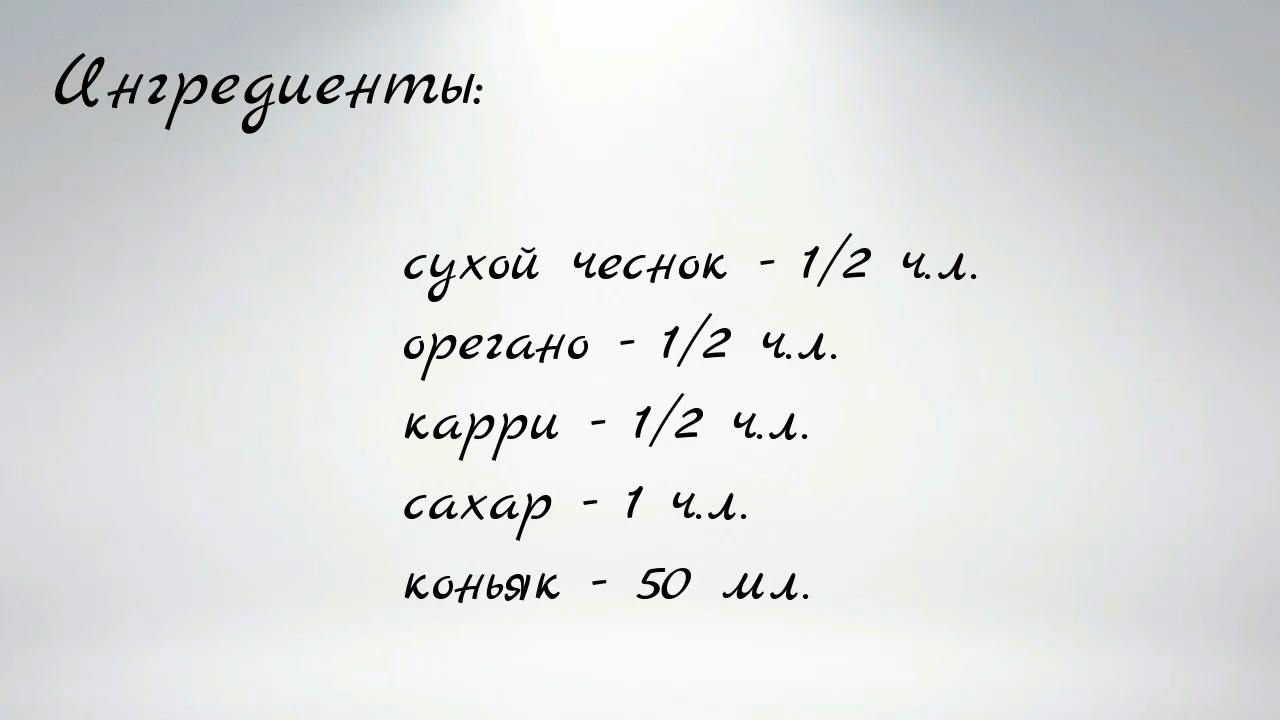 Ингредиенты:
сухой чеснок - 1/2 ч.л.
орегано - 1/2 ч.л.
карри - 1/2 ч.л.
сахар - 1 ч.л.
коньяк - 50 мл.